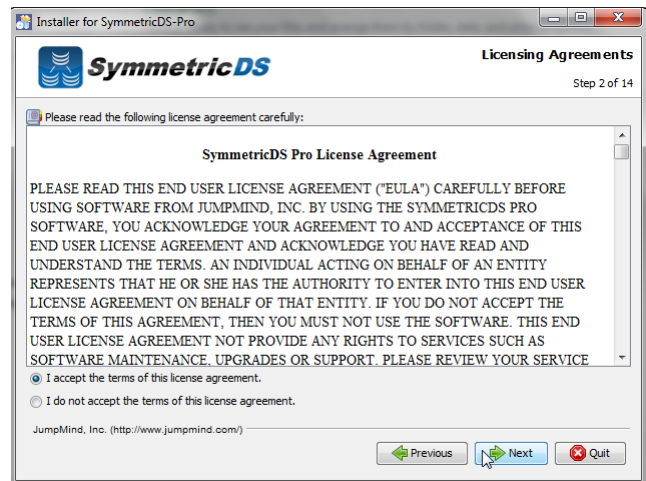 Installer for SymmetricDS-Pro
SymmetricDS
Licensing Agreements
Step 2 of 14
Please read the following license agreement carefully:
SymmetricDS Pro License Agreement
PLEASE READ THIS END USER LICENSE AGREEMENT ("EULA") CAREFULLY BEFORE
USING SOFTWARE FROM JUMPMIND, INC. BY USING THE SYMMETRICDS PRO
SOFTWARE, YOU ACKNOWLEDGE YOUR AGREEMENT TO AND ACCEPTANCE OF THIS
END USER LICENSE AGREEMENT AND ACKNOWLEDGE YOU HAVE READ AND
UNDERSTAND THE TERMS. AN INDIVIDUAL ACTING ON BEHALF OF AN ENTITY
REPRESENTS THAT HE OR SHE HAS THE AUTHORITY TO ENTER INTO THIS END USER
LICENSE AGREEMENT ON BEHALF OF THAT ENTITY. IF YOU DO NOT ACCEPT THE
TERMS OF THIS AGREEMENT, THEN YOU MUST NOT USE THE SOFTWARE. THIS END
USER LICENSE AGREEMENT NOT PROVIDE ANY RIGHTS TO SERVICES SUCH AS
SOFTWARE MAINTENANCE, UPGRADES OR SUPPORT. PLEASE REVIEW YOUR SERVICE
I accept the terms of this license agreement.
I do not accept the terms of this license agreement.
JumpMind, Inc. (http://www.jumpmind.com/)
Previous
Next
Quit